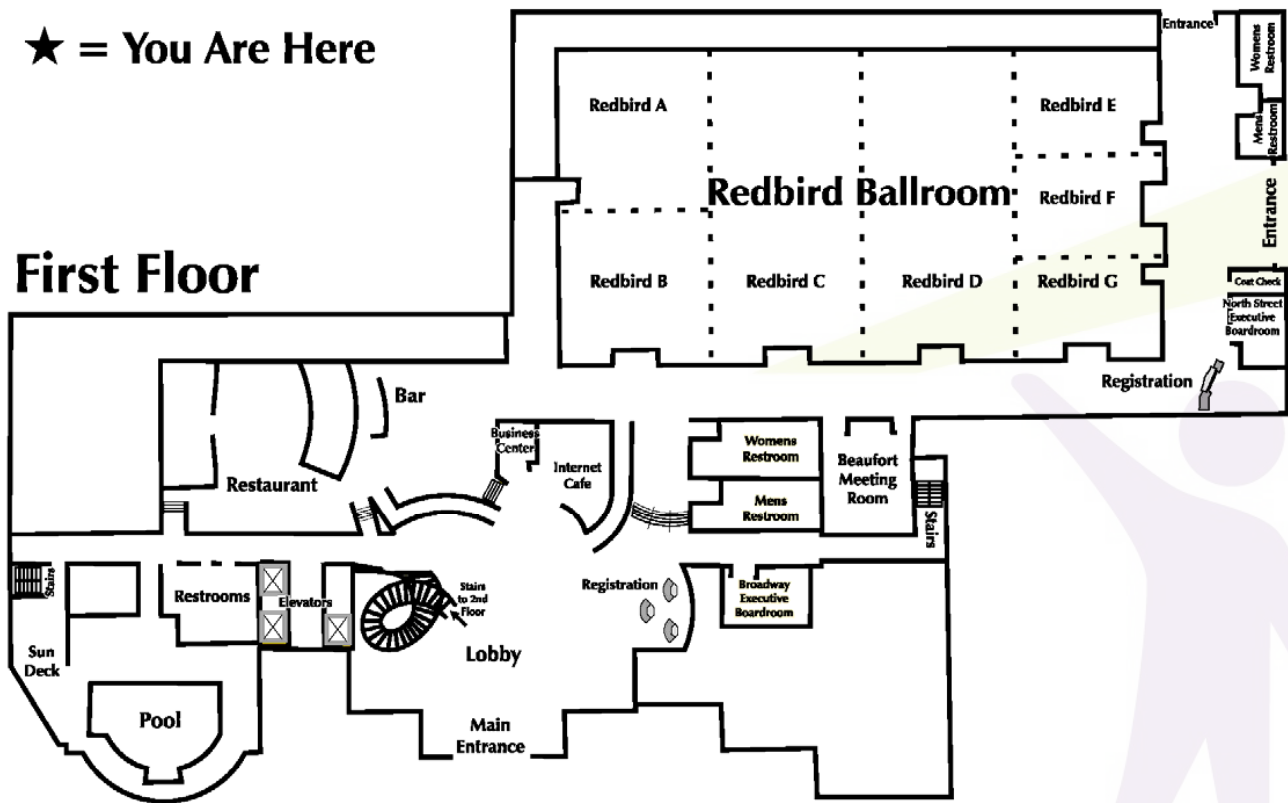 ★ = You Are Here
Entrance
Womens
Restroom
Mens
Restroom
Redbird A
Redbird E
Redbird Ballroom
Redbird F
Entrance
First Floor
Redbird B
Redbird C
Redbird D
Redbird G
Coat Check
North Street
Executive
Boardroom
Registration
Bar
Business
Center
Internet
Cafe
Restaurant
Womens
Restroom
Mens
Restroom
Beaufort
Meeting
Room
Stairs
Stairs
Restrooms
Elevators
Stairs
to 2nd
Floor
Registration
Broadway
Executive
Boardroom
Sun
Deck
Lobby
Pool
Main
Entrance